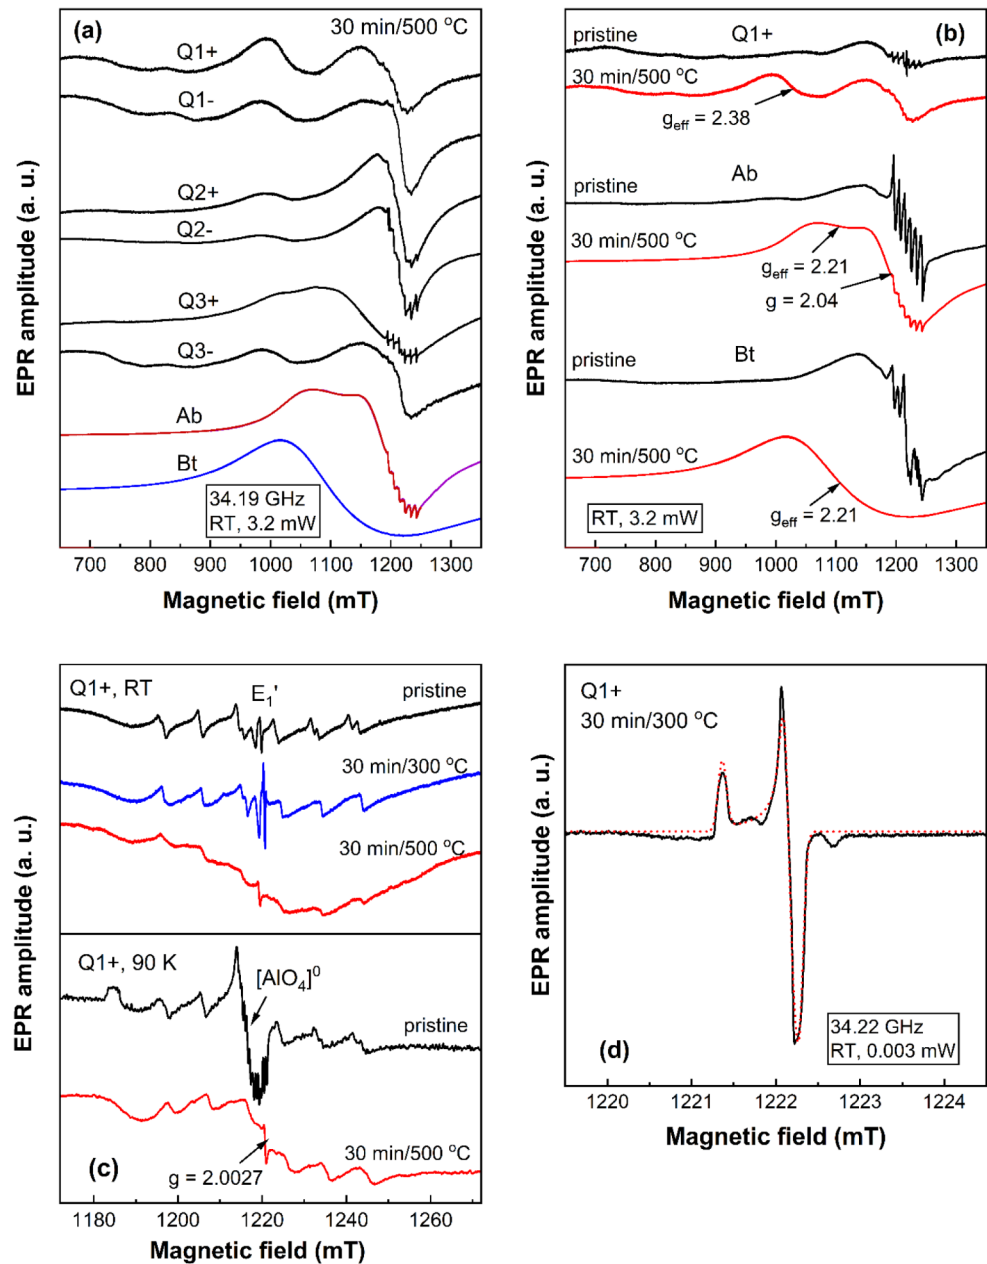 (a)
30 min/500 °C
Q1+
Q1-
Q2+
Q2-
Q3+
Q3-
Ab
Bt
34.19 GHz
RT, 3.2 mW
EPR amplitude (a. u.)
700 800 900 1000 1100 1200 1300
Magnetic field (mT)
(b)
pristine
Q1+
30 min/500 °C
g_eff = 2.38
pristine
Ab
30 min/500 °C
g_eff = 2.21
g = 2.04
pristine
Bt
30 min/500 °C
g_eff = 2.21
RT, 3.2 mW
EPR amplitude (a. u.)
700 800 900 1000 1100 1200 1300
Magnetic field (mT)
Q1+, RT
E₁'
pristine
30 min/300 °C
30 min/500 °C
Q1+, 90 K
[AlO₄]⁰
pristine
30 min/500 °C
g = 2.0027
(c)
EPR amplitude (a. u.)
1180 1200 1220 1240 1260
Magnetic field (mT)
Q1+
30 min/300 °C
34.22 GHz
RT, 0.003 mW
(d)
EPR amplitude (a. u.)
1220 1221 1222 1223 1224
Magnetic field (mT)